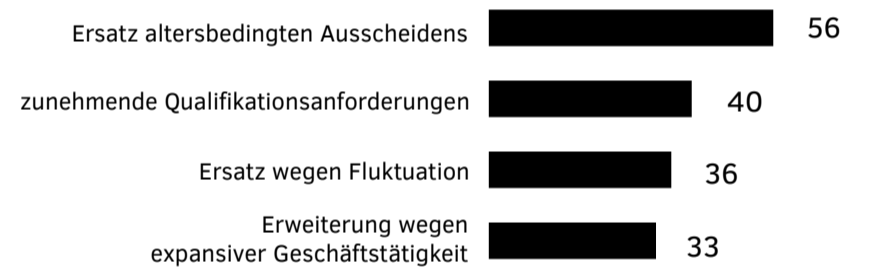 Ersatz altersbedingten Ausscheidens 56
zunehmende Qualifikationsanforderungen 40
Ersatz wegen Fluktuation 36
Erweiterung wegen
expansiver Geschäftstätigkeit 33